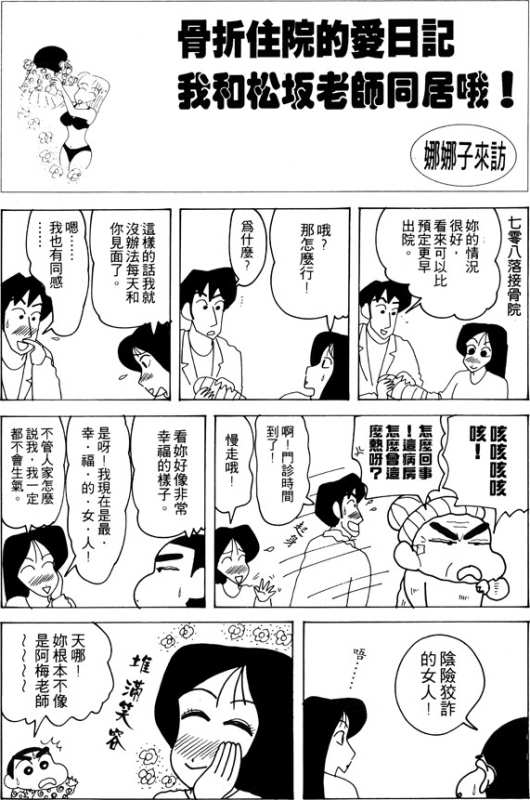 骨折住院的愛日記
我和松坂老師同居哦！
娜娜子來訪
七零八落接骨院
妳的情況
很好，
看來可以比
預定更早
出院。
哦？
那怎麼行！
爲什麼？
這樣的話我就
沒辦法每天和
你見面了。
嗯……
我也有同感
……
咳咳咳咳
咳！
怎麼回事
！這病房
怎麼會這
麼熱呀？
啊！門診時間
到了！
起身
慢走哦！
看妳好像非常
幸福的樣子。
是呀！我現在是最．
幸．福．的．女．人！
不管人家怎麼
說我，我一定
都不會生氣。
陰險狡詐
的女人！
唔…
堆滿笑容
天哪！
妳根本不像
是阿梅老師
～～～～